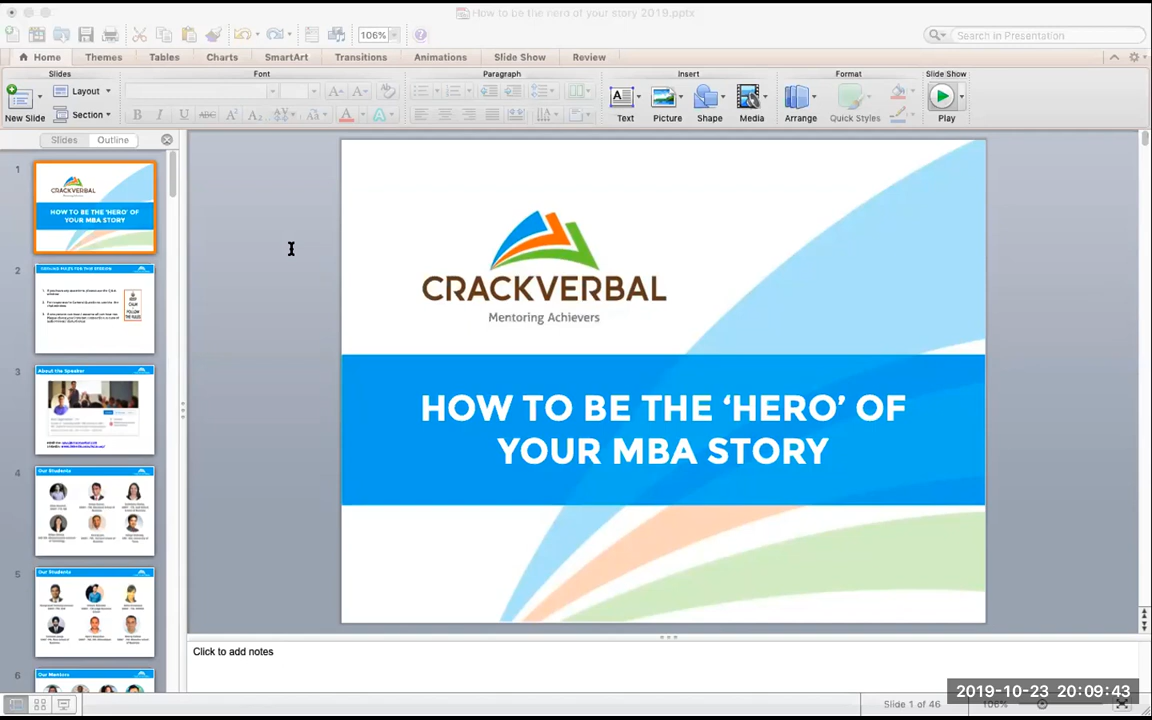 How to be the hero of your story 2019.pptx
106%
Search in Presentation
Home
Themes
Tables
Charts
SmartArt
Transitions
Animations
Slide Show
Review
Slides
Font
Paragraph
Insert
Format
Slide Show
New Slide
Layout
Section
B I U ABC
Text
Picture
Shape
Media
Arrange
Quick Styles
Play
Slides
Outline
1
CRACKVERBAL
HOW TO BE THE 'HERO' OF
YOUR MBA STORY
2
3
About the Speaker
4
Our Students
5
Our Students
6
Our Mentors
CRACKVERBAL
Mentoring Achievers
HOW TO BE THE ‘HERO’ OF
YOUR MBA STORY
Click to add notes
2019-10-23 20:09:43
Slide 1 of 46
106%